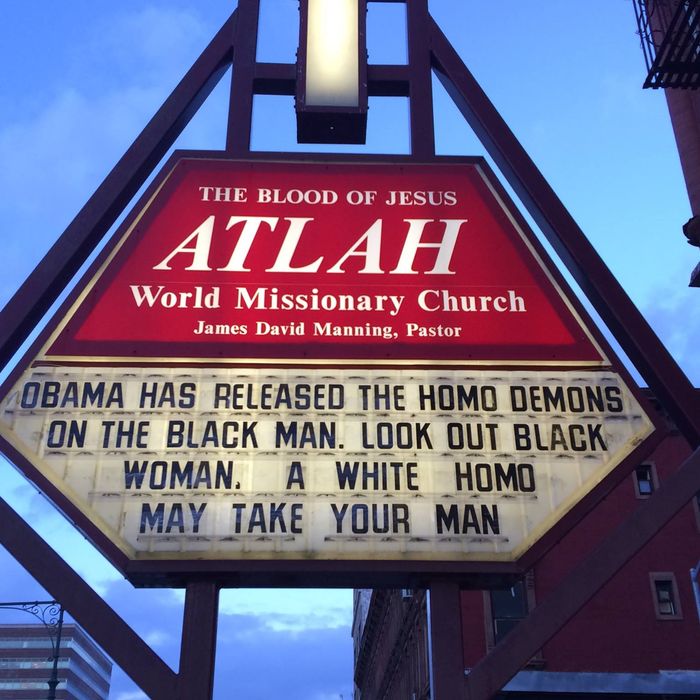 THE BLOOD OF JESUS
ATLAH
World Missionary Church
James David Manning, Pastor
OBAMA HAS RELEASED THE HOMO DEMONS
ON THE BLACK MAN. LOOK OUT BLACK
WOMAN. A WHITE HOMO
MAY TAKE YOUR MAN